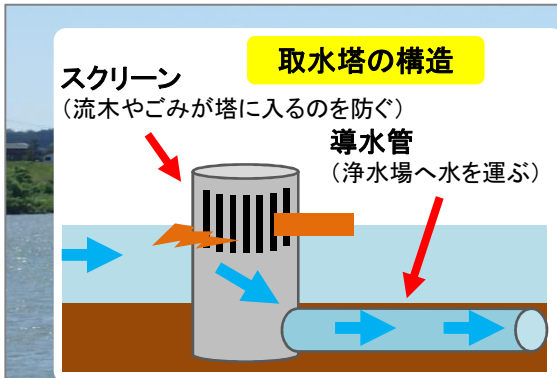 取水塔の構造
スクリーン
（流木やごみが塔に入るのを防ぐ）
導水管
（浄水場へ水を運ぶ）